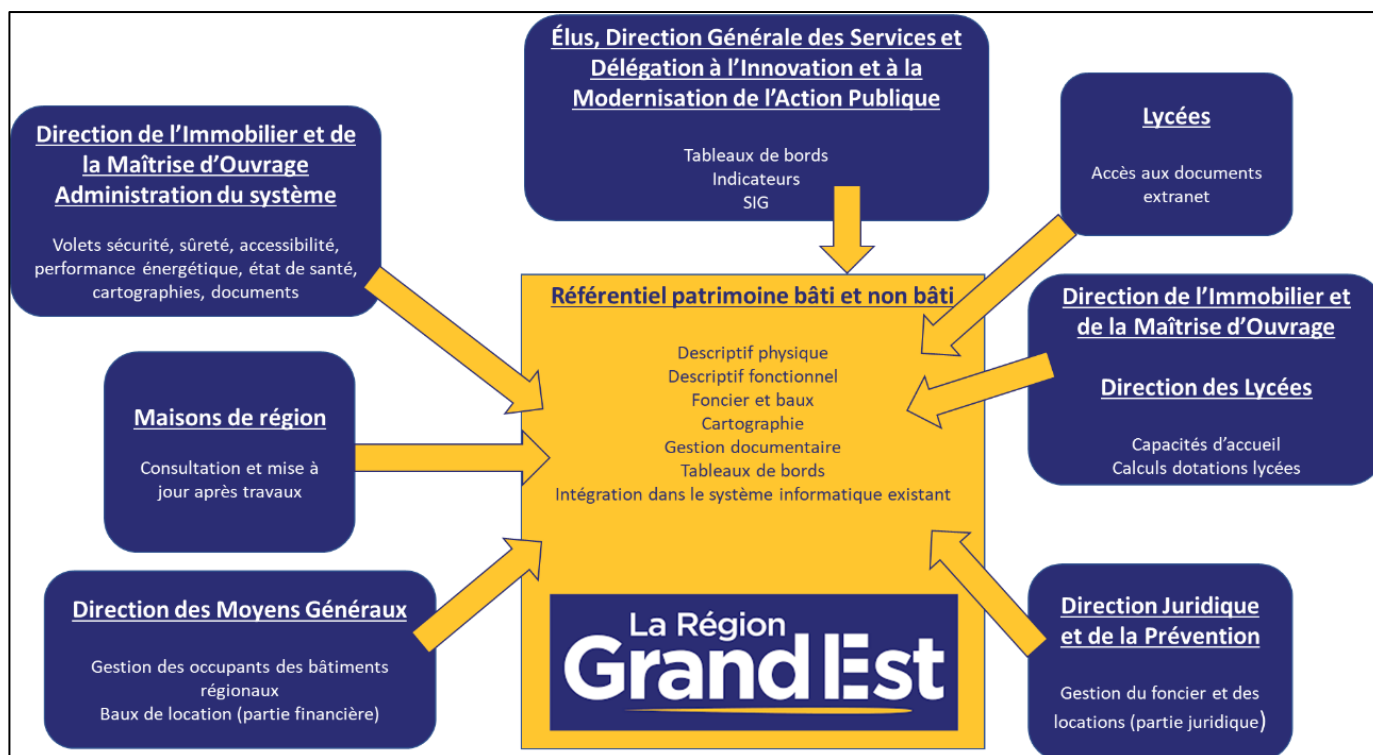 Élus, Direction Générale des Services et
Délégation à l’Innovation et à la
Modernisation de l’Action Publique
Tableaux de bords
Indicateurs
SIG
Direction de l’Immobilier et de
la Maîtrise d’Ouvrage
Administration du système
Volets sécurité, sûreté, accessibilité,
performance énergétique, état de santé,
cartographies, documents
Lycées
Accès aux documents
extranet
Référentiel patrimoine bâti et non bâti
Descriptif physique
Descriptif fonctionnel
Foncier et baux
Cartographie
Gestion documentaire
Tableaux de bords
Intégration dans le système informatique existant
Direction de l’Immobilier et
de la Maîtrise d’Ouvrage
Direction des Lycées
Capacités d’accueil
Calculs dotations lycées
Maisons de région
Consultation et mise à
jour après travaux
Direction des Moyens Généraux
Gestion des occupants des bâtiments
régionaux
Baux de location (partie financière)
La Région
Grand Est
Direction Juridique
et de la Prévention
Gestion du foncier et des
locations (partie juridique)